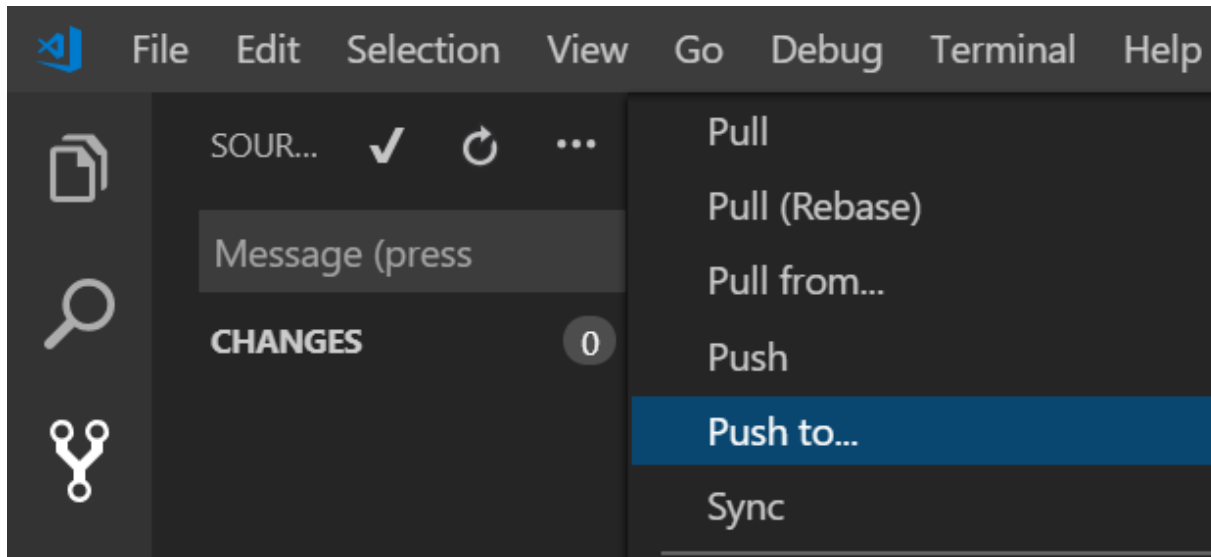 File Edit Selection View Go Debug Terminal Help
SOUR...
Message (press
CHANGES 0
Pull
Pull (Rebase)
Pull from...
Push
Push to...
Sync